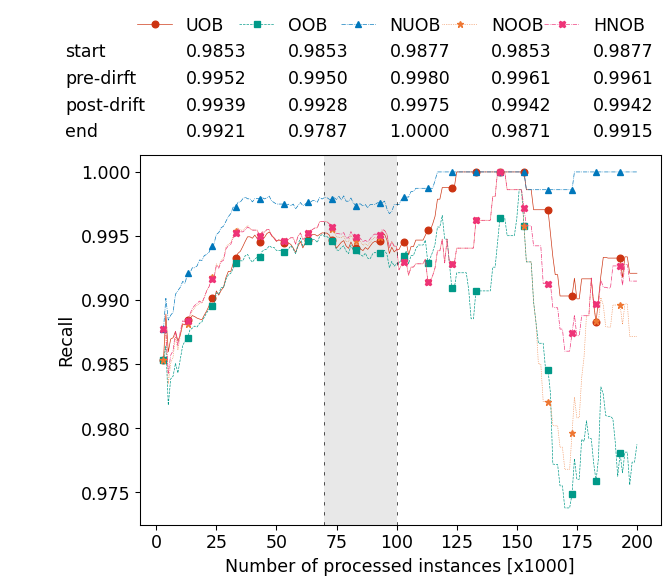 UOB OOB NUOB NOOB HNOB
start 0.9853 0.9853 0.9877 0.9853 0.9877
pre-dirft 0.9952 0.9950 0.9980 0.9961 0.9961
post-drift 0.9939 0.9928 0.9975 0.9942 0.9942
end 0.9921 0.9787 1.0000 0.9871 0.9915
1.000
0.995
0.990
0.985
0.980
0.975
Recall
0 25 50 75 100 125 150 175 200
Number of processed instances [x1000]